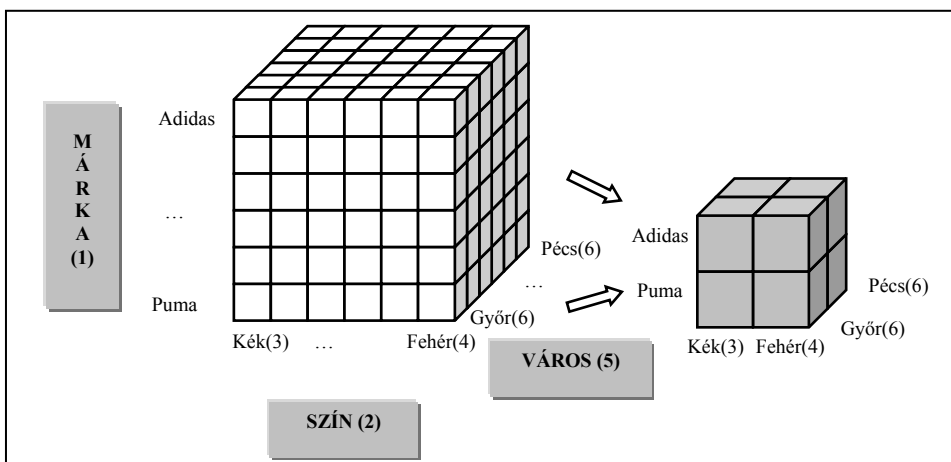 M
Á
R
K
A
(1)
Adidas
…
Puma
Kék(3) … Fehér(4)
Győr(6)
…
Pécs(6)
VÁROS (5)
SZÍN (2)
Adidas
Puma
Kék(3) Fehér(4)
Győr(6)
Pécs(6)